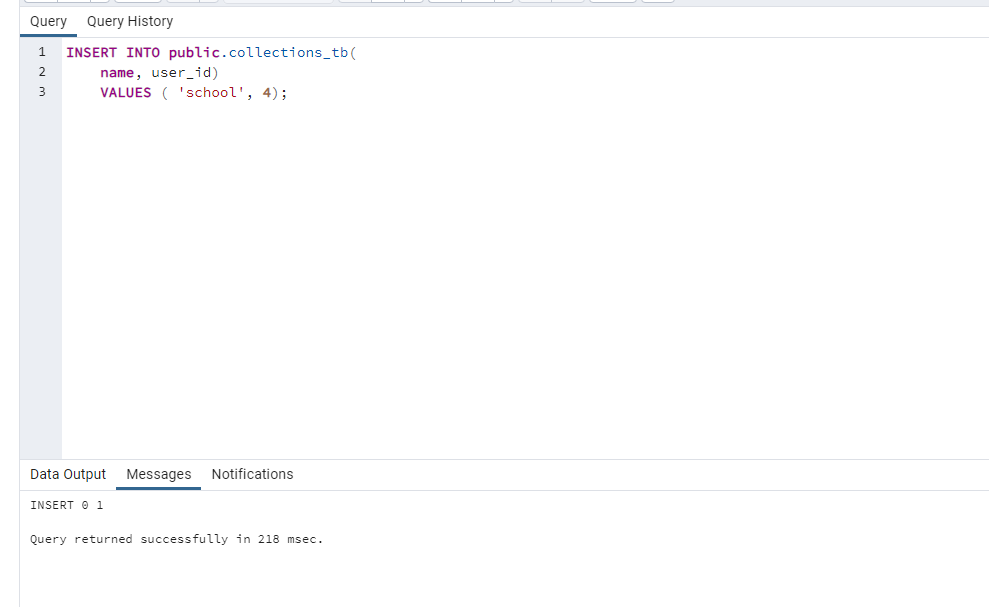 Query Query History
1 INSERT INTO public.collections_tb(
2 name, user_id)
3 VALUES ( 'school', 4);
Data Output Messages Notifications
INSERT 0 1
Query returned successfully in 218 msec.